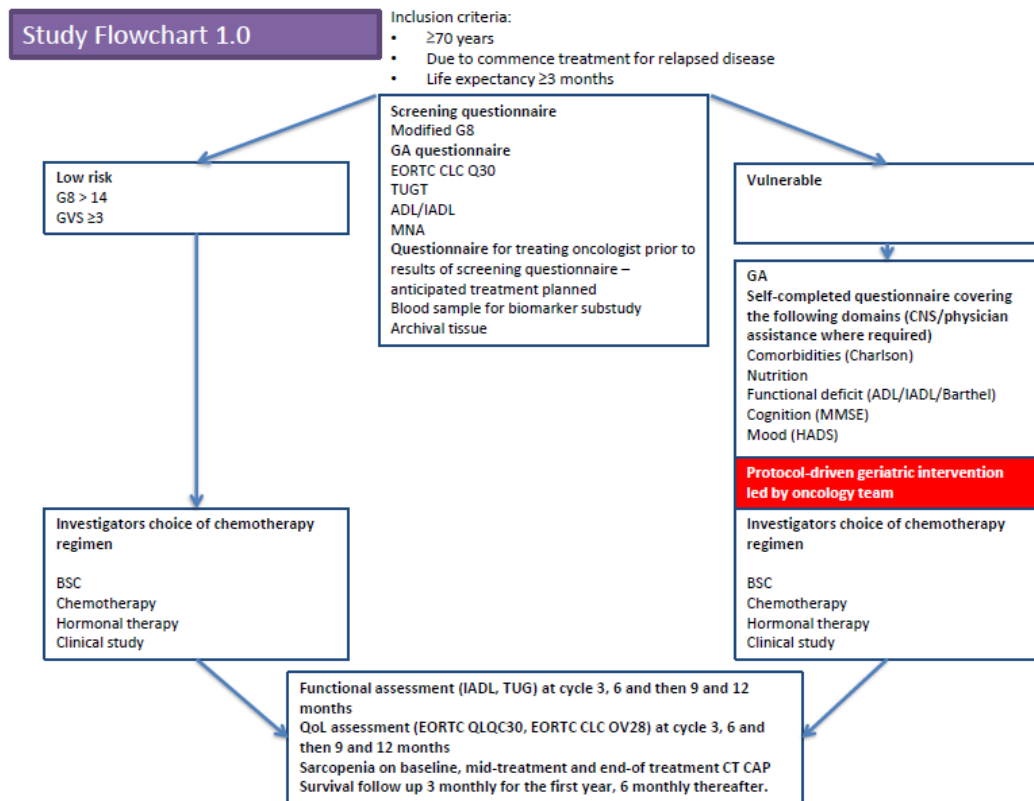 Study Flowchart 1.0
Inclusion criteria:
• ≥70 years
• Due to commence treatment for relapsed disease
• Life expectancy ≥3 months
Screening questionnaire
Modified G8
GA questionnaire
EORTC CLC Q30
TUGT
ADL/IADL
MNA
Questionnaire for treating oncologist prior to
results of screening questionnaire –
anticipated treatment planned
Blood sample for biomarker substudy
Archival tissue
Low risk
G8 > 14
GVS ≥3
Vulnerable
GA
Self-completed questionnaire covering
the following domains (CNS/physician
assistance where required)
Comorbidities (Charlson)
Nutrition
Functional deficit (ADL/IADL/Barthel)
Cognition (MMSE)
Mood (HADS)
Protocol-driven geriatric intervention
led by oncology team
Investigators choice of chemotherapy
regimen
BSC
Chemotherapy
Hormonal therapy
Clinical study
Investigators choice of chemotherapy
regimen
BSC
Chemotherapy
Hormonal therapy
Clinical study
Functional assessment (IADL, TUG) at cycle 3, 6 and then 9 and 12
months
QoL assessment (EORTC QLQC30, EORTC CLC OV28) at cycle 3, 6 and
then 9 and 12 months
Sarcopenia on baseline, mid-treatment and end-of treatment CT CAP
Survival follow up 3 monthly for the first year, 6 monthly thereafter.